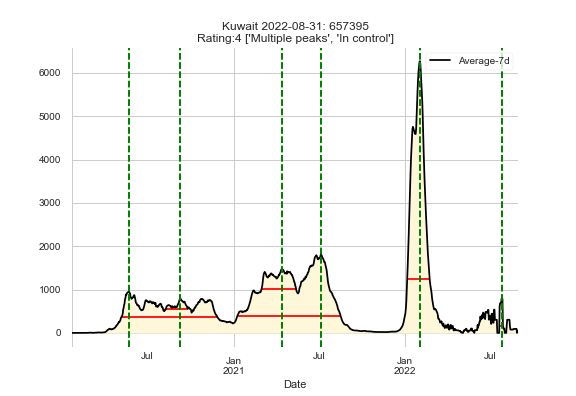 Kuwait 2022-08-31: 657395
Rating:4 ['Multiple peaks', 'In control']
Average-7d
6000
5000
4000
3000
2000
1000
0
Jul
Jan
2021
Jul
Jan
2022
Jul
Date